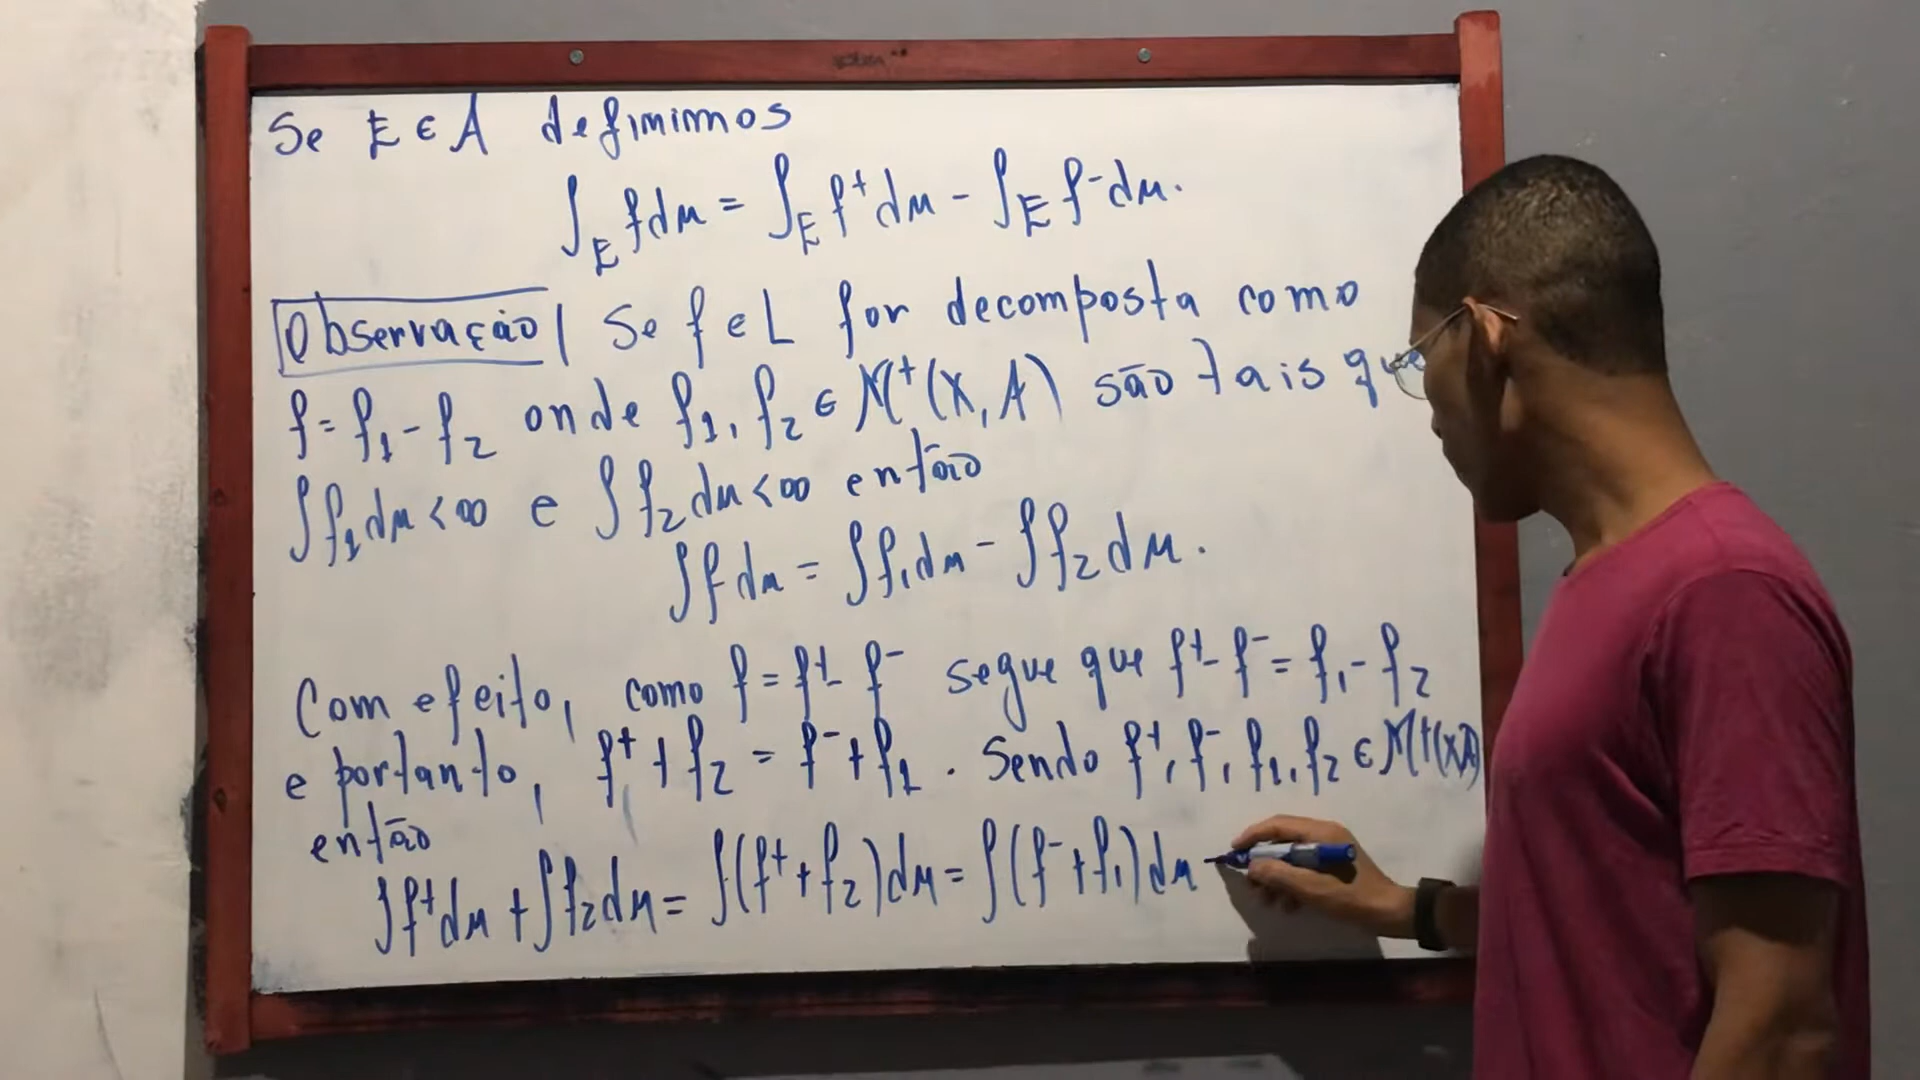 Se E ∈ A definimos
∫_E f dμ = ∫_E f⁺ dμ - ∫_E f⁻ dμ.
Observação | Se f ∈ L for decomposta como
f = f₁ - f₂ onde f₁, f₂ ∈ M⁺(X, A) são tais que
∫ f₁ dμ < ∞ e ∫ f₂ dμ < ∞ então
∫ f dμ = ∫ f₁ dμ - ∫ f₂ dμ.
Com efeito, como f = f⁺ - f⁻ segue que f⁺ - f⁻ = f₁ - f₂
e portanto, f⁺ + f₂ = f⁻ + f₁. Sendo f⁺, f⁻, f₁, f₂ ∈ M⁺(X,A)
então
∫ f⁺ dμ + ∫ f₂ dμ = ∫ (f⁺ + f₂) dμ = ∫ (f⁻ + f₁) dμ